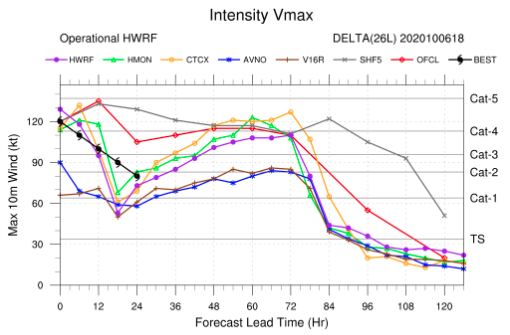 Intensity Vmax
Operational HWRF DELTA(26L) 2020100618
HWRF HMON CTCX AVNO V16R SHF5 OFCL BEST
Max 10m Wind (kt)
120
90
60
30
0
Cat-5
Cat-4
Cat-3
Cat-2
Cat-1
TS
0 12 24 36 48 60 72 84 96 108 120
Forecast Lead Time (Hr)